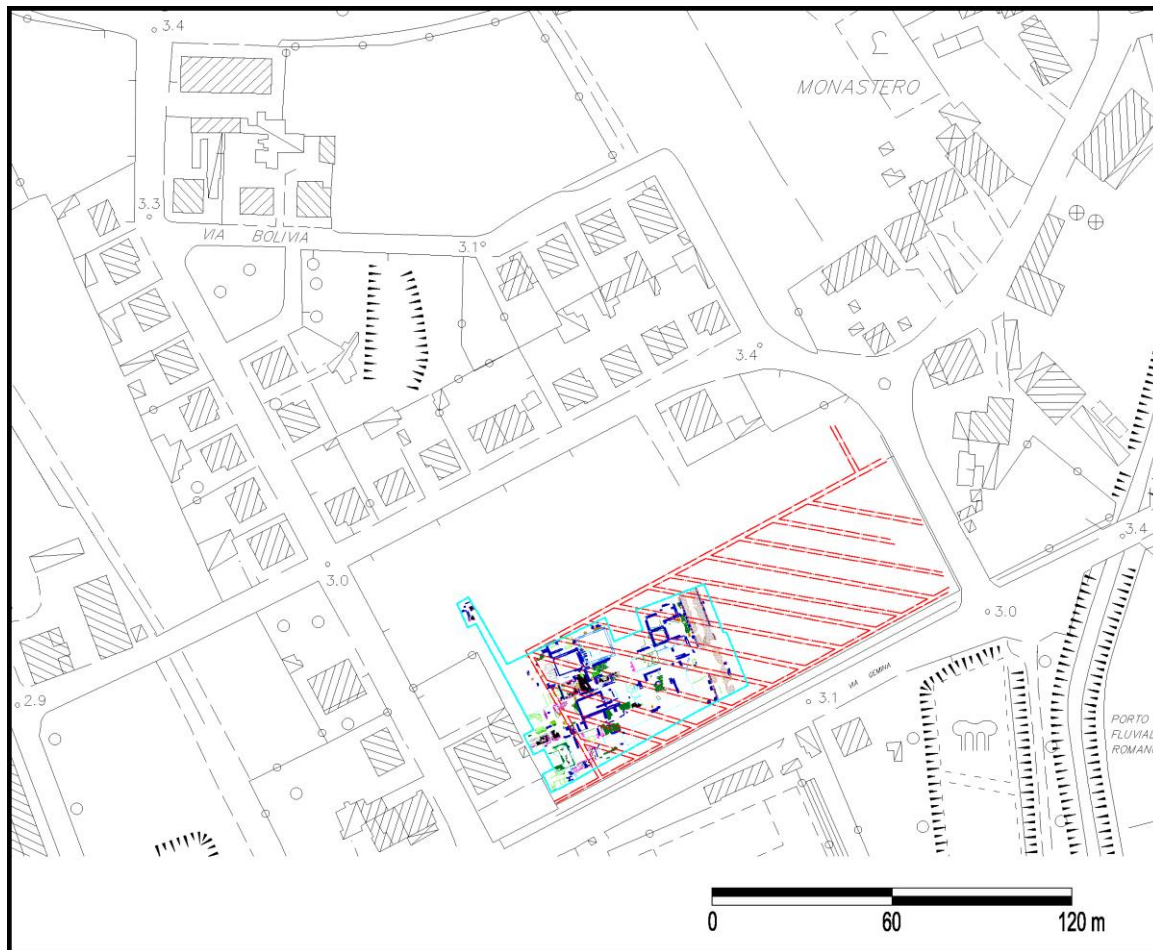 3.4
MONASTERO
3.3
VIA BOLIVIA
3.1
3.4
3.4
3.0
3.0
2.9
3.1
VIA GEMINA
PORTO
FLUVIAL
ROMAN
0 60 120 m